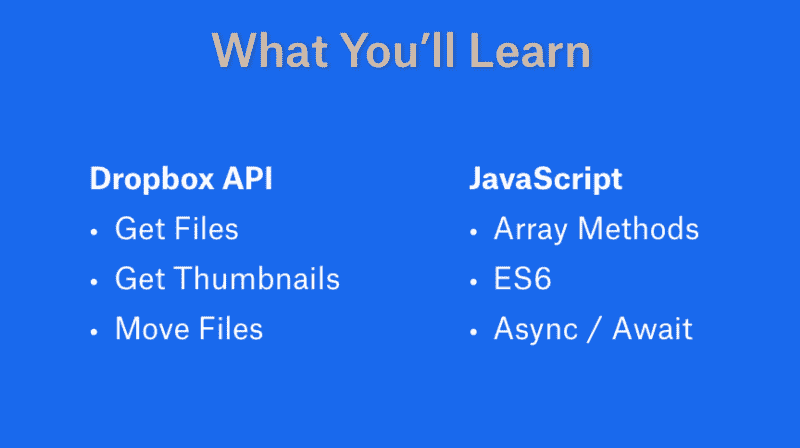 What You’ll Learn
Dropbox API
• Get Files
• Get Thumbnails
• Move Files
JavaScript
• Array Methods
• ES6
• Async / Await